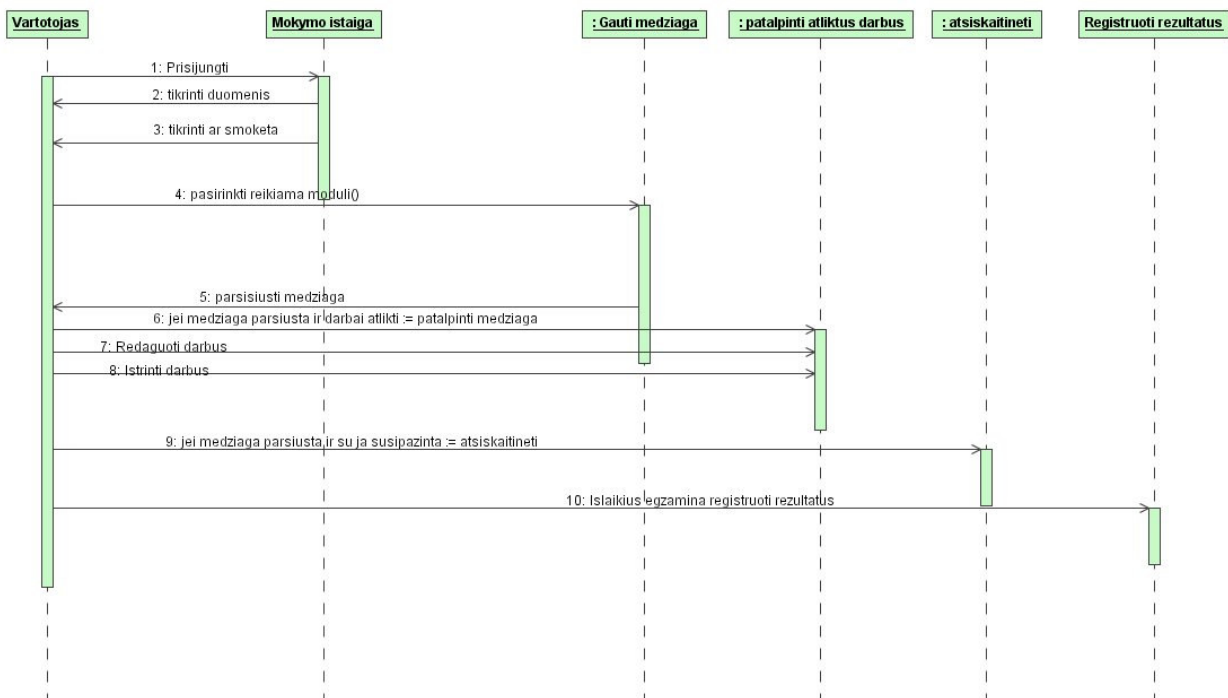 Vartotojas
Mokymo istaiga
: Gauti medziaga
: patalpinti atliktus darbus
: atsiskaitineti
Registruoti rezultatus
1: Prisijungti
2: tikrinti duomenis
3: tikrinti ar smoketa
4: pasirinkti reikiama moduli()
5: parsisiusti medziaga
6: jei medziaga parsiusta ir darbai atlikti := patalpinti medziaga
7: Redaguoti darbus
8: Istrinti darbus
9: jei medziaga parsiusta ir su ja susipazinta := atsiskaitineti
10: Islaikius egzamina registruoti rezultatus